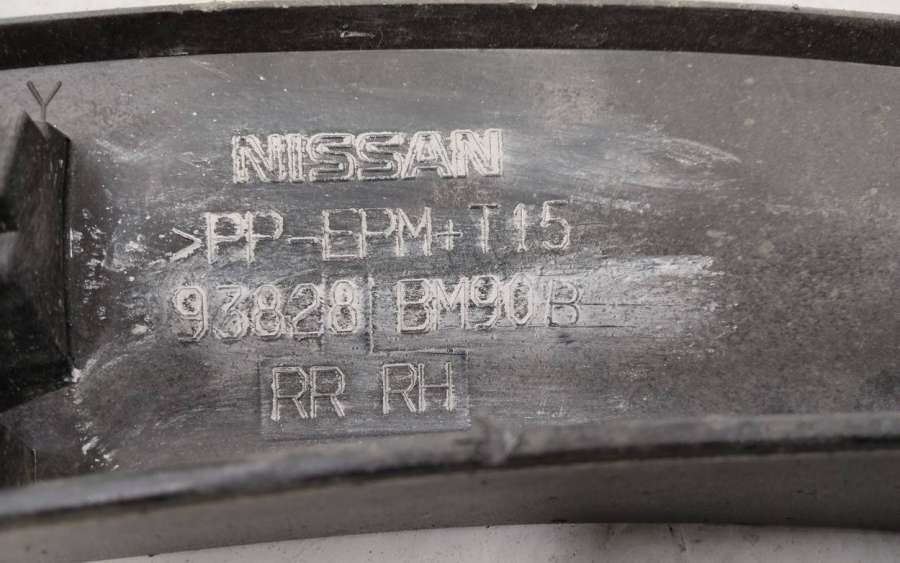 NISSAN
>PP-EPM+T15
93828 BM90B
RR RH